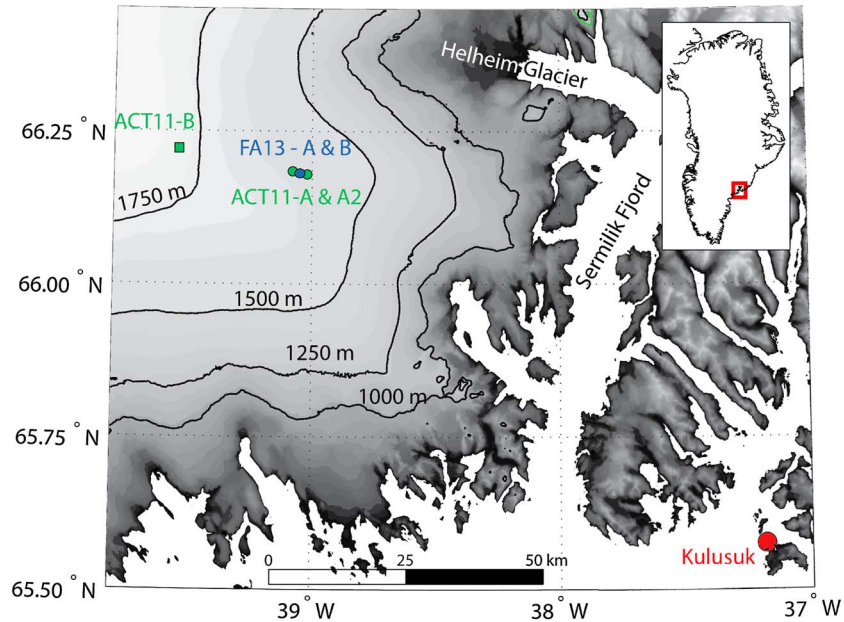 Helheim Glacier
ACT11-B
66.25° N
FA13 - A & B
ACT11-A & A2
1750 m
Sermilik Fjord
66.00° N
1500 m
1250 m
1000 m
65.75° N
Kulusuk
0 25 50 km
65.50° N
39° W 38° W 37° W